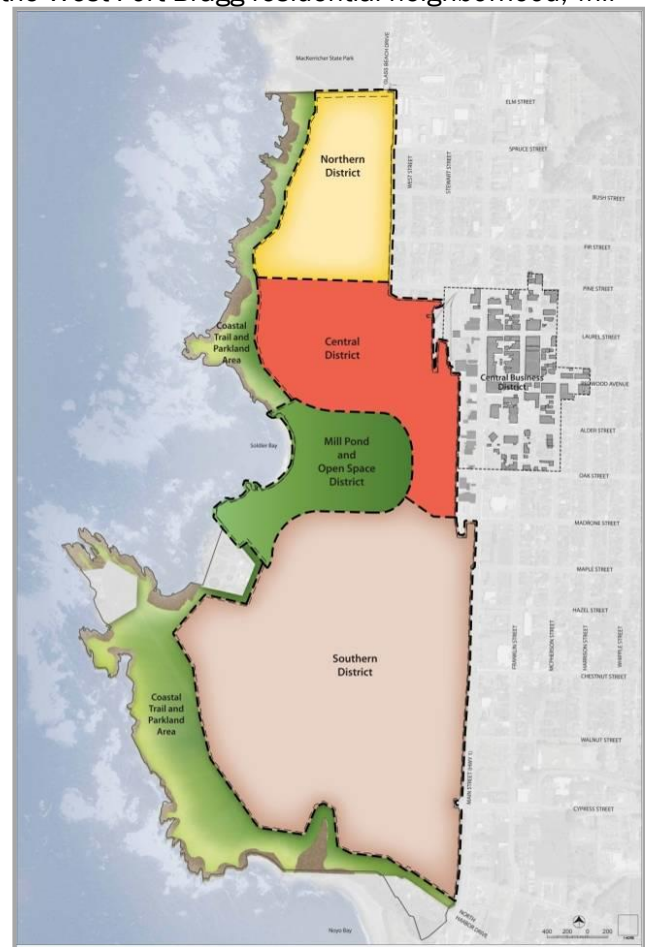 the West Fort Bragg residential neighborhood,
MacKerricher State Park
GLASS BEACH DRIVE
ELM STREET
Northern
District
SPRUCE STREET
WEST STREET
STEWART STREET
BUSH STREET
FIR STREET
PINE STREET
Coastal
Trail and
Parkland
Area
Central
District
LAUREL STREET
Central Business
District
REDWOOD AVENUE
ALDER STREET
Soldier Bay
Mill Pond
and
Open Space
District
OAK STREET
MADRONE STREET
MAPLE STREET
HAZEL STREET
FRANKLIN STREET
MCPHERSON STREET
HARRISON STREET
WHIPPLE STREET
Southern
District
CHESTNUT STREET
Coastal
Trail and
Parkland
Area
WALNUT STREET
MAIN STREET (HWY 1)
CYPRESS STREET
NORTH
HARBOR DRIVE
Noyo Bay
400 200 0 200